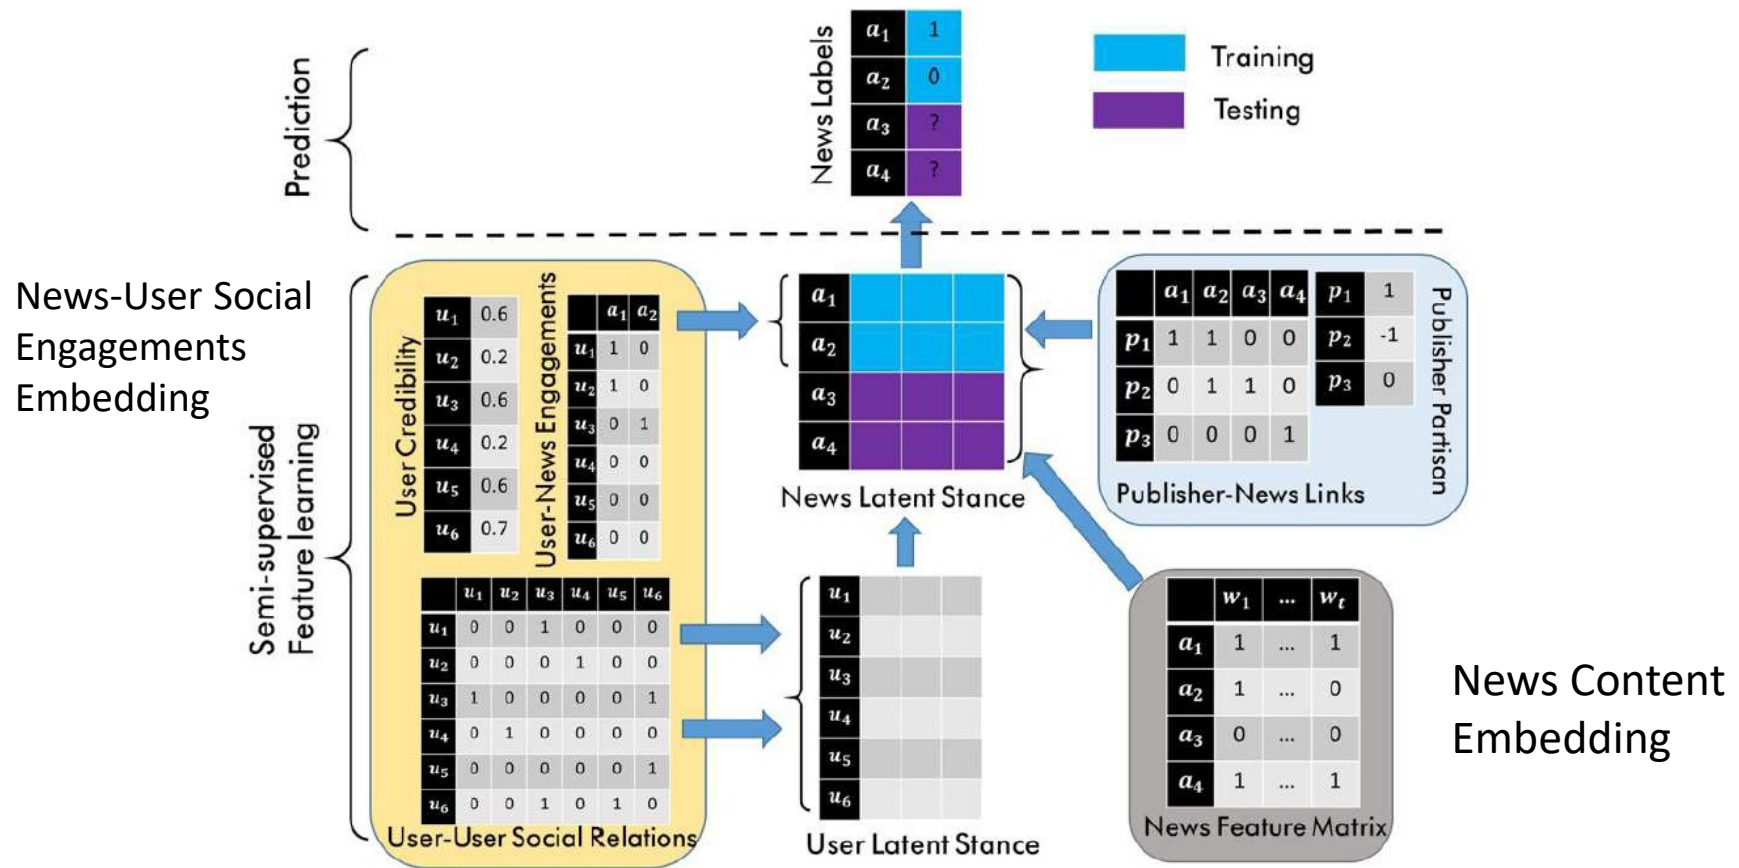 Prediction
News Labels
a1 1
a2 0
a3 ?
a4 ?
Training
Testing
News-User Social
Engagements
Embedding
Semi-supervised
Feature learning
User Credibility
u1 0.6
u2 0.2
u3 0.6
u4 0.2
u5 0.6
u6 0.7
User-News Engagements
a1 a2
u1 1 0
u2 1 0
u3 0 1
u4 0 0
u5 0 0
u6 0 0
u1 u2 u3 u4 u5 u6
u1 0 0 1 0 0 0
u2 0 0 0 1 0 0
u3 1 0 0 0 0 1
u4 0 1 0 0 0 0
u5 0 0 0 0 0 1
u6 0 0 1 0 1 0
User-User Social Relations
a1
a2
a3
a4
News Latent Stance
u1
u2
u3
u4
u5
u6
User Latent Stance
a1 a2 a3 a4
p1 1 1 0 0
p2 0 1 1 0
p3 0 0 0 1
Publisher-News Links
p1 1
p2 -1
p3 0
Publisher Partisan
w1 ... wt
a1 1 ... 1
a2 1 ... 0
a3 0 ... 0
a4 1 ... 1
News Feature Matrix
News Content
Embedding